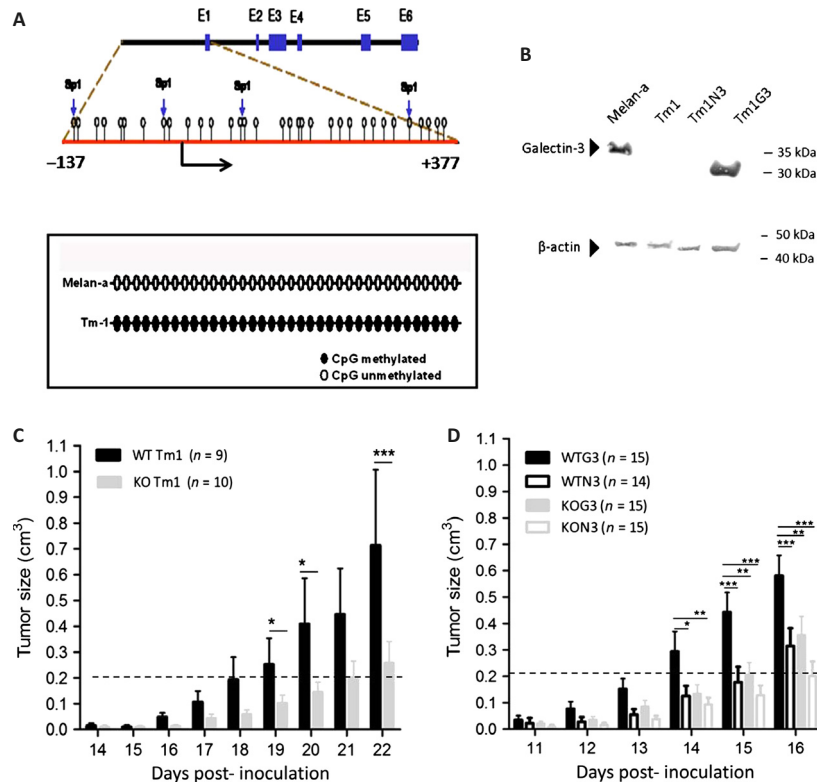 A
E1 E2 E3 E4 E5 E6
Sp1 Sp1 Sp1 Sp1
–137 +377
Melan-a
Tm-1
CpG methylated
CpG unmethylated
B
Melan-a Tm1 Tm1N3 Tm1G3
Galectin-3
– 35 kDa
– 30 kDa
β-actin
– 50 kDa
– 40 kDa
C
WT Tm1 (n = 9)
KO Tm1 (n = 10)
Tumor size (cm³)
1.1
1.0
0.9
0.8
0.7
0.6
0.5
0.4
0.3
0.2
0.1
0.0
* * ***
14 15 16 17 18 19 20 21 22
Days post- inoculation
D
WTG3 (n = 15)
WTN3 (n = 14)
KOG3 (n = 15)
KON3 (n = 15)
Tumor size (cm³)
1.1
1.0
0.9
0.8
0.7
0.6
0.5
0.4
0.3
0.2
0.1
0.0
** *
*** ** ***
*** ** ***
11 12 13 14 15 16
Days post- inoculation